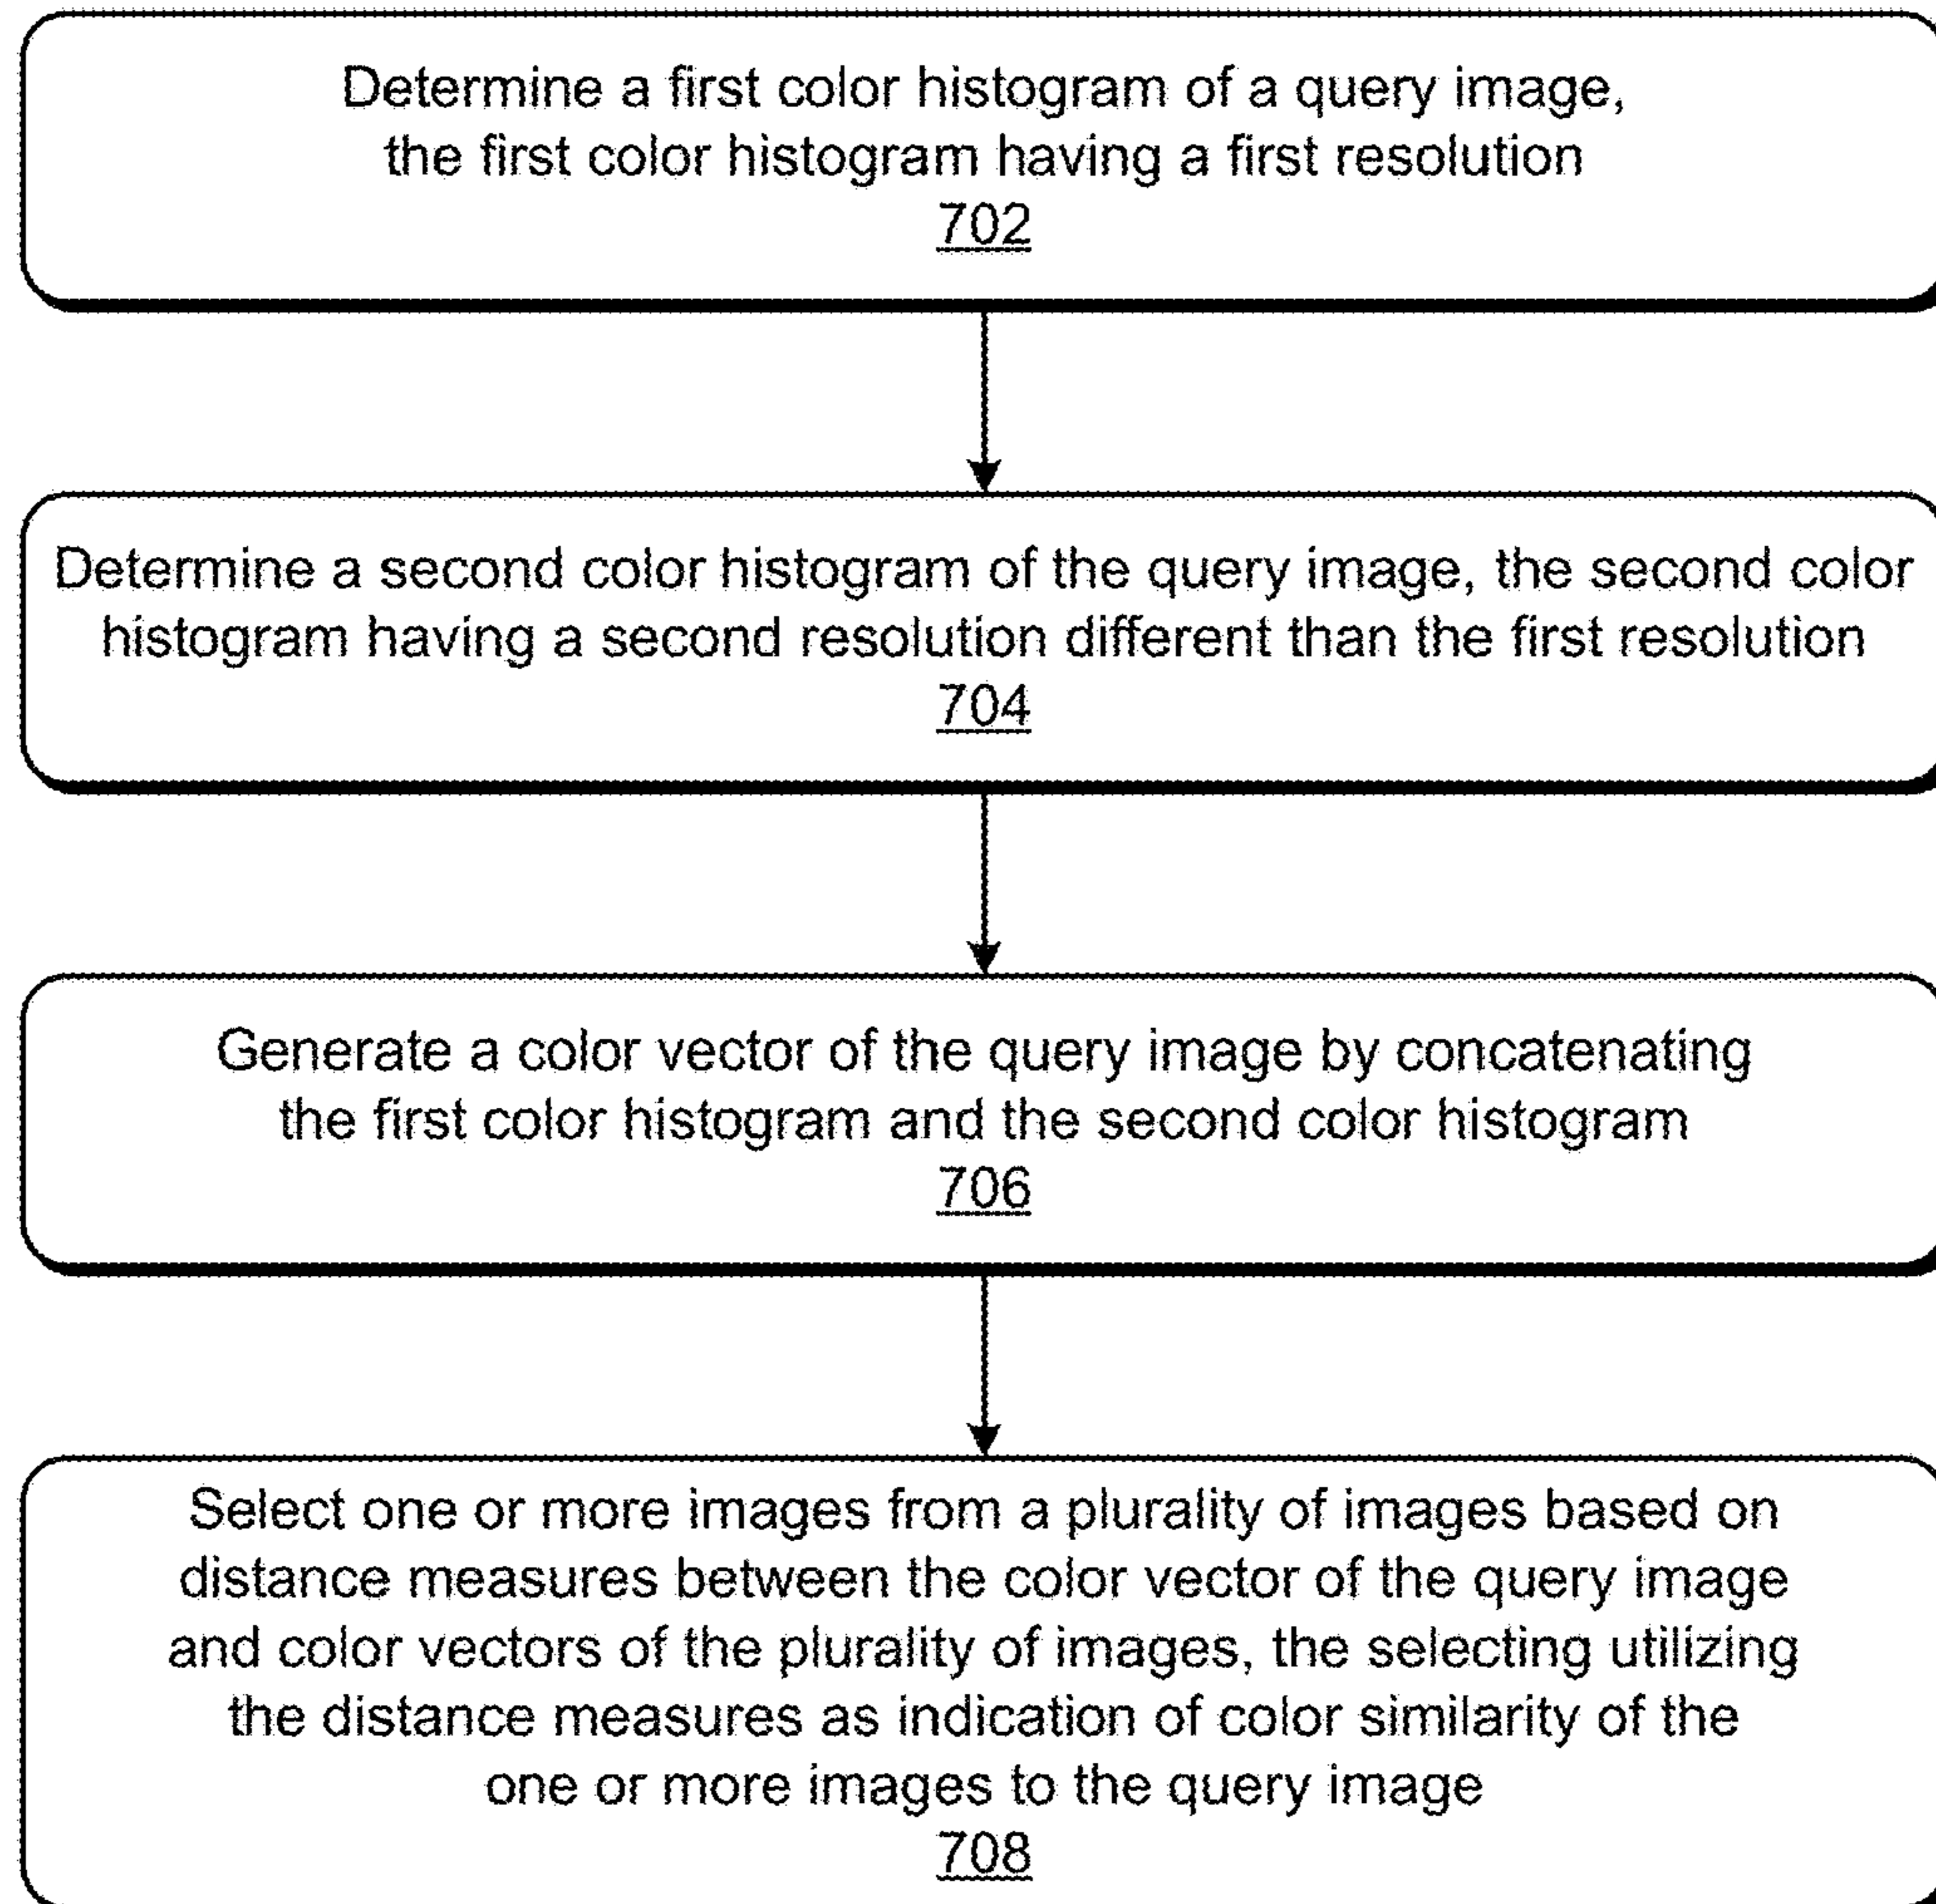 Determine a first color histogram of a query image,
the first color histogram having a first resolution
702
Determine a second color histogram of the query image, the second color
histogram having a second resolution different than the first resolution
704
Generate a color vector of the query image by concatenating
the first color histogram and the second color histogram
706
Select one or more images from a plurality of images based on
distance measures between the color vector of the query image
and color vectors of the plurality of images, the selecting utilizing
the distance measures as indication of color similarity of the
one or more images to the query image
708